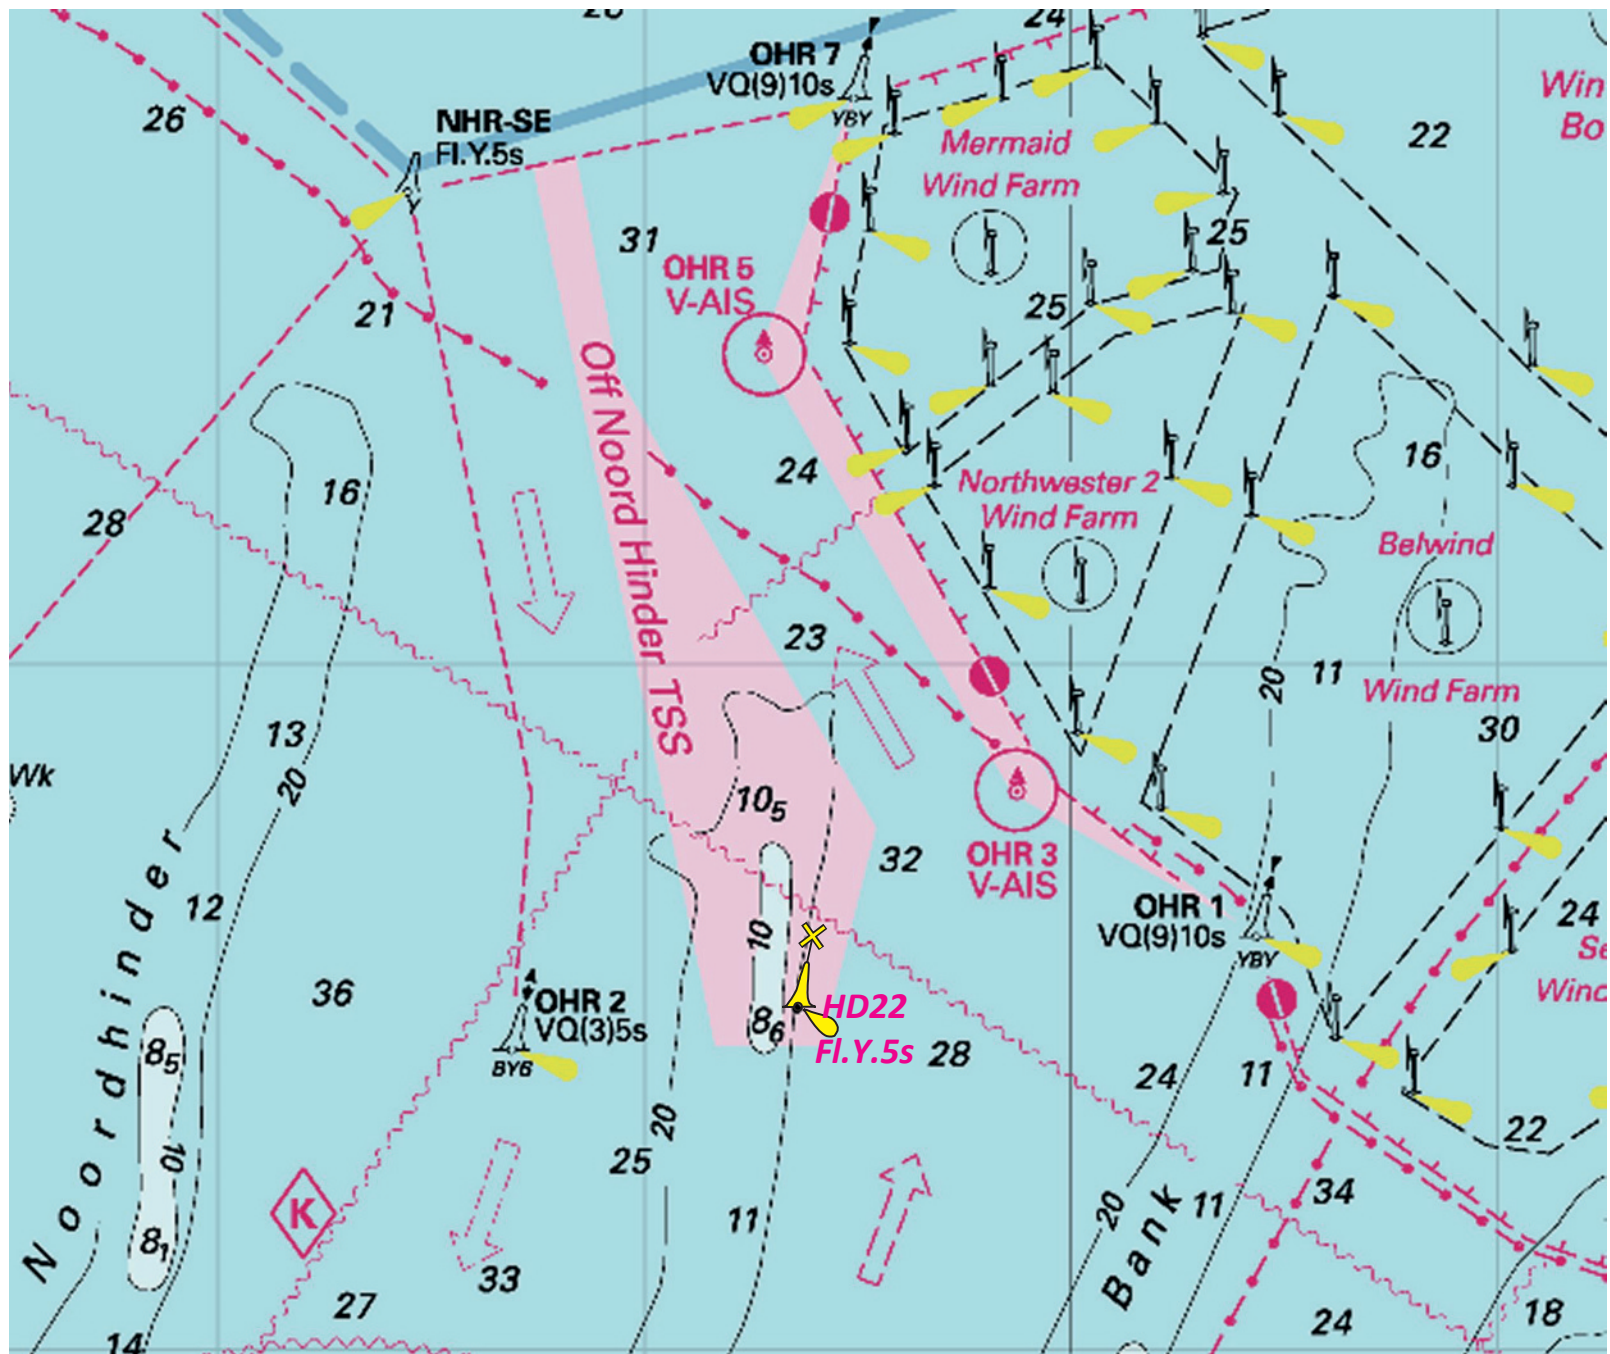 24
OHR 7
VQ(9)10s
YBY
NHR-SE
Fl.Y.5s
Y
26
22
Mermaid
Wind Farm
25
31
OHR 5
V-AIS
25
21
Off Noord Hinder TSS
24
16
16
28
Northwester 2
Wind Farm
Belwind
Wind Farm
23
20
11
30
13
20
Wk
10₅
32
OHR 3
V-AIS
OHR 1
VQ(9)10s
YBY
24
12
10
36
OHR 2
VQ(3)5s
BYB
HD22
Fl.Y.5s
8₆
28
24
11
8₅
Noordhinder
10
20
25
22
K
11
20
11
34
8₁
Bank
33
27
24
18
14